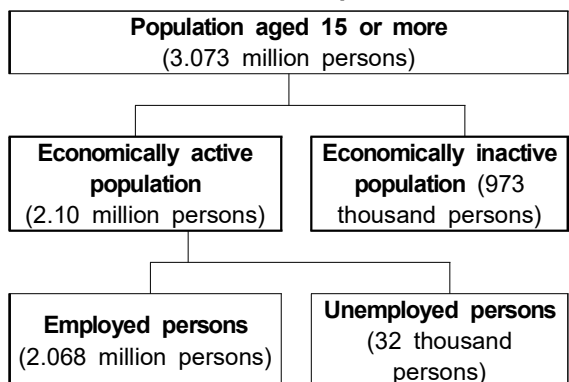 Population aged 15 or more
(3.073 million persons)
Economically active
population
(2.10 million persons)
Economically inactive
population (973
thousand persons)
Employed persons
(2.068 million persons)
Unemployed persons
(32 thousand
persons)